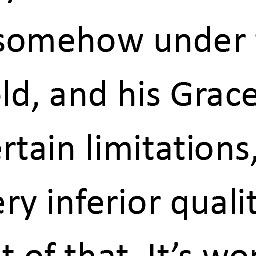 somehow under
ld, and his Grace
ertain limitations,
ery inferior qualit
t of that. It's wor